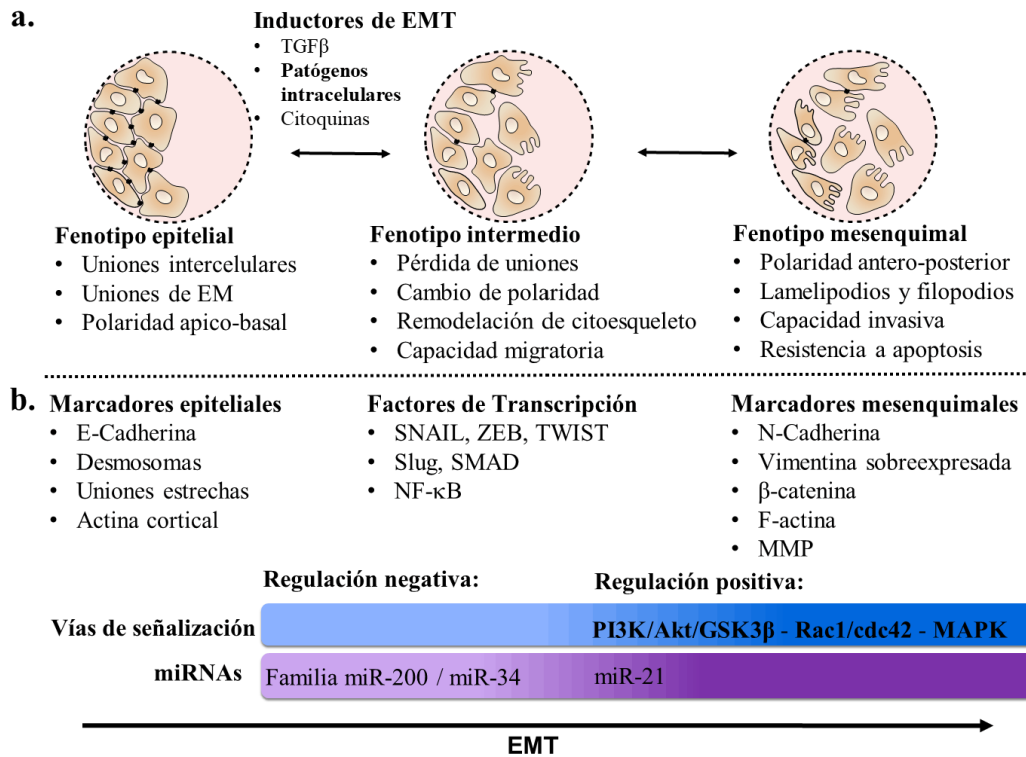 a.
Inductores de EMT
• TGFβ
• Patógenos
intracelulares
• Citoquinas
Fenotipo epitelial
• Uniones intercelulares
• Uniones de EM
• Polaridad apico-basal
Fenotipo intermedio
• Pérdida de uniones
• Cambio de polaridad
• Remodelación de citoesqueleto
• Capacidad migratoria
Fenotipo mesenquimal
• Polaridad antero-posterior
• Lamelipodios y filopodios
• Capacidad invasiva
• Resistencia a apoptosis
b.
Marcadores epiteliales
• E-Cadherina
• Desmosomas
• Uniones estrechas
• Actina cortical
Factores de Transcripción
• SNAIL, ZEB, TWIST
• Slug, SMAD
• NF-κB
Marcadores mesenquimales
• N-Cadherina
• Vimentina sobreexpresada
• β-catenina
• F-actina
• MMP
Regulación negativa:
Regulación positiva:
Vías de señalización
PI3K/Akt/GSK3β - Rac1/cdc42 - MAPK
miRNAs
Familia miR-200 / miR-34
miR-21
EMT